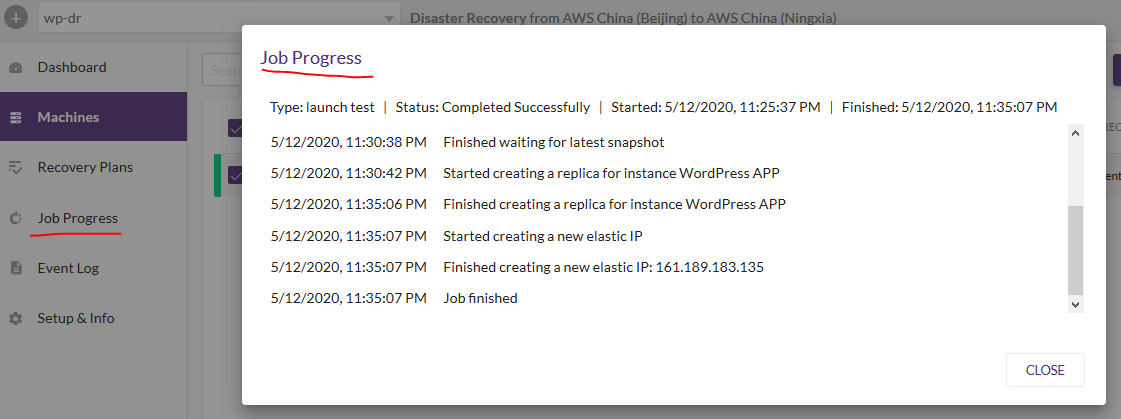 wp-dr
Disaster Recovery from AWS China (Beijing) to AWS China (Ningxia)
Dashboard
Machines
Recovery Plans
Job Progress
Event Log
Setup & Info
Sear
Job Progress
Type: launch test | Status: Completed Successfully | Started: 5/12/2020, 11:25:37 PM | Finished: 5/12/2020, 11:35:07 PM
5/12/2020, 11:30:38 PM Finished waiting for latest snapshot
5/12/2020, 11:30:42 PM Started creating a replica for instance WordPress APP
5/12/2020, 11:35:06 PM Finished creating a replica for instance WordPress APP
5/12/2020, 11:35:07 PM Started creating a new elastic IP
5/12/2020, 11:35:07 PM Finished creating a new elastic IP: 161.189.183.135
5/12/2020, 11:35:07 PM Job finished
CLOSE
REC
ent